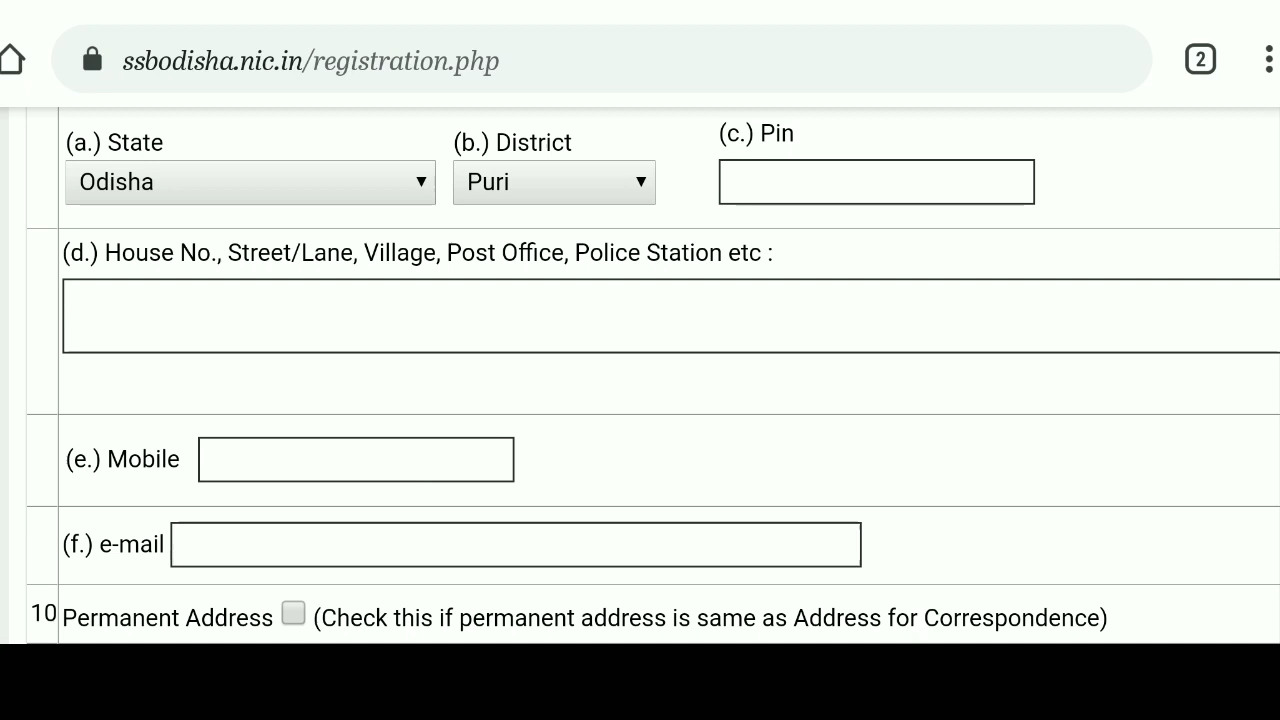 ssbodisha.nic.in/registration.php
2
(a.) State (b.) District (c.) Pin
Odisha Puri
(d.) House No., Street/Lane, Village, Post Office, Police Station etc :
(e.) Mobile
(f.) e-mail
10 Permanent Address (Check this if permanent address is same as Address for Correspondence)